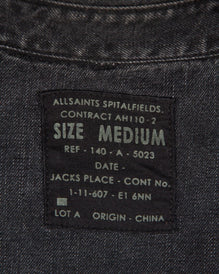 ALLSAINTS SPITALFIELDS.
CONTRACT AH110 - 2
SIZE MEDIUM
REF - 140 - A - 5023
DATE -
JACKS PLACE - CONT No.
1-11-607 - E1 6NN
LOT A ORIGIN - CHINA